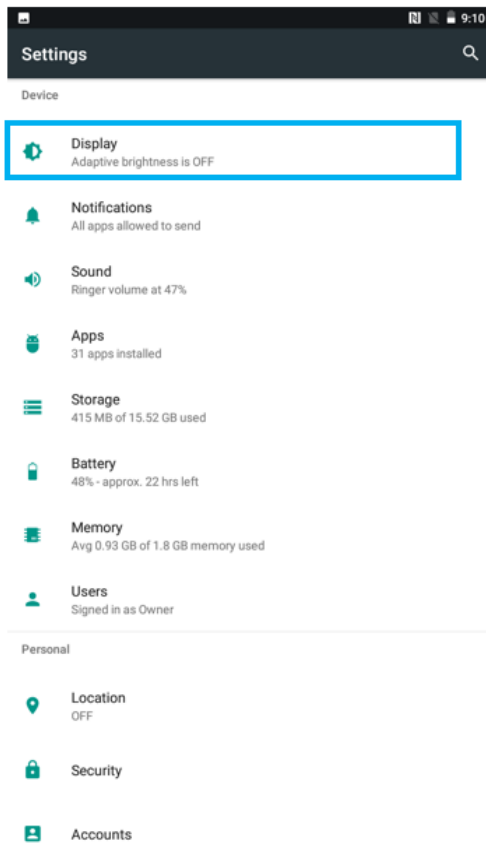 9:10
Settings
Device
Display
Adaptive brightness is OFF
Notifications
All apps allowed to send
Sound
Ringer volume at 47%
Apps
31 apps installed
Storage
415 MB of 15.52 GB used
Battery
48% - approx. 22 hrs left
Memory
Avg 0.93 GB of 1.8 GB memory used
Users
Signed in as Owner
Personal
Location
OFF
Security
Accounts